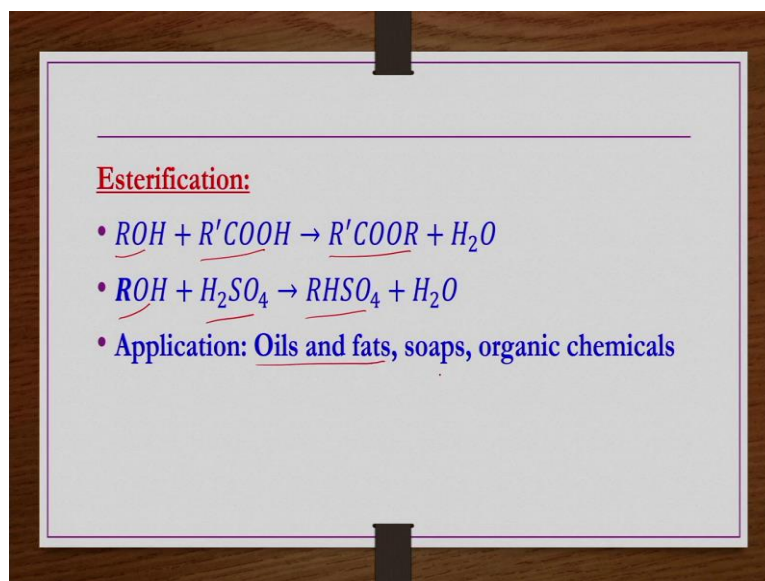 Esterification:
• ROH + R'COOH → R'COOR + H₂O
• ROH + H₂SO₄ → RHSO₄ + H₂O
• Application: Oils and fats, soaps, organic chemicals